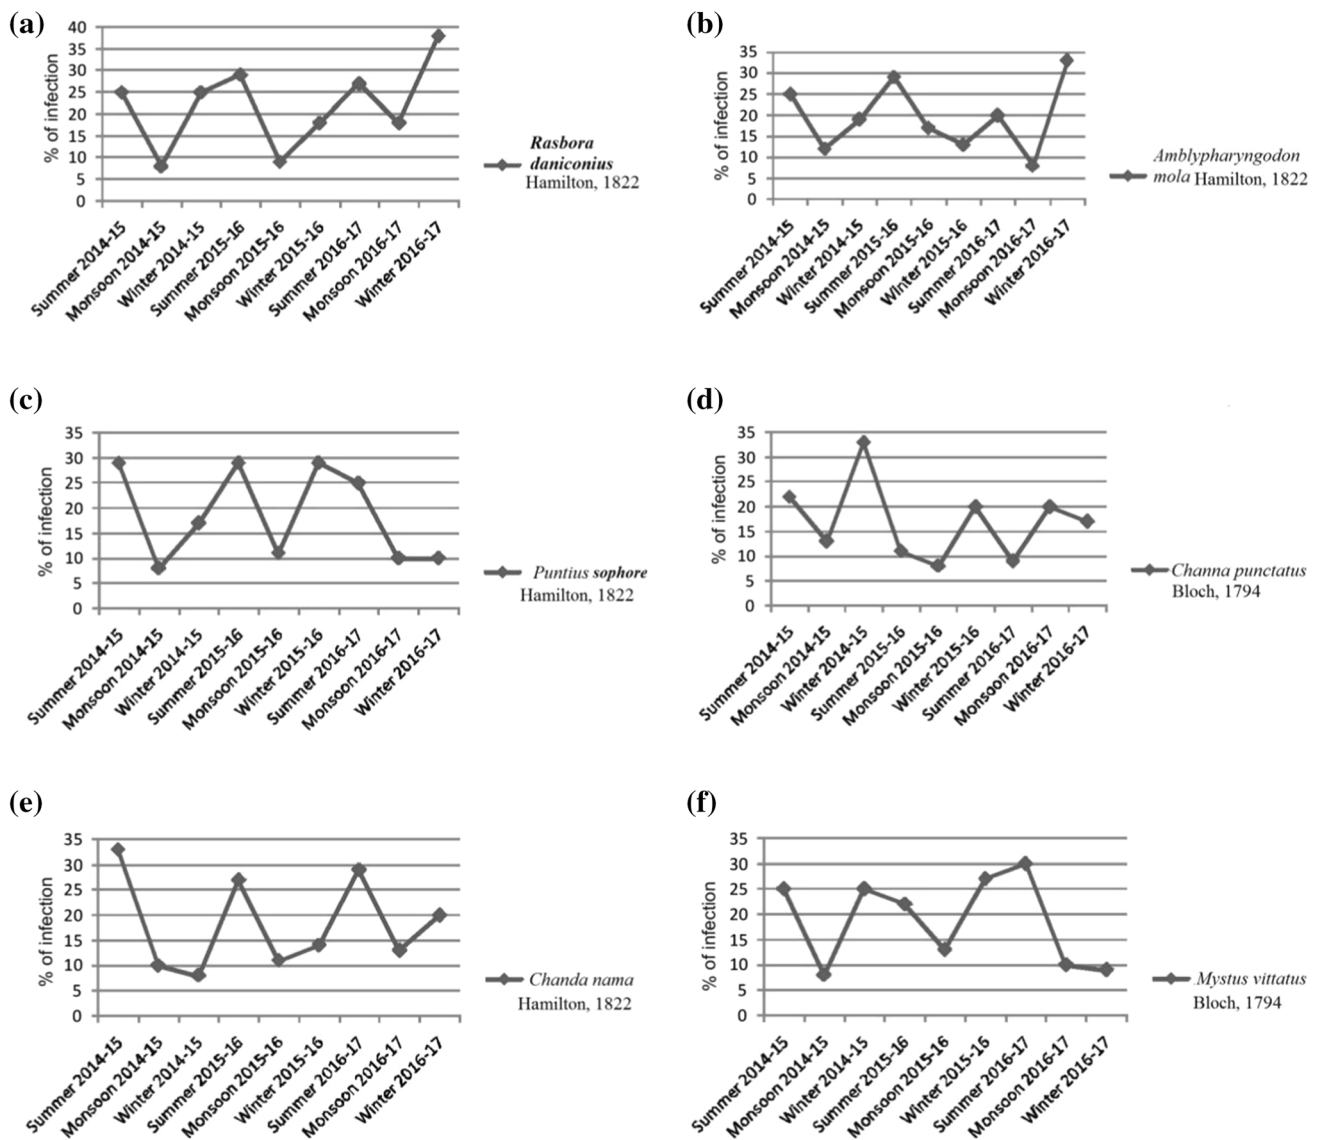 (a)
40
35
30
25
20
15
10
5
0
% of infection
Summer 2014-15
Monsoon 2014-15
Winter 2014-15
Summer 2015-16
Monsoon 2015-16
Winter 2015-16
Summer 2016-17
Monsoon 2016-17
Winter 2016-17
Rasbora
daniconius
Hamilton, 1822
(b)
35
30
25
20
15
10
5
0
% of infection
Summer 2014-15
Monsoon 2014-15
Winter 2014-15
Summer 2015-16
Monsoon 2015-16
Winter 2015-16
Summer 2016-17
Monsoon 2016-17
Winter 2016-17
Amblypharyngodon
mola Hamilton, 1822
(c)
35
30
25
20
15
10
5
0
% of infection
Summer 2014-15
Monsoon 2014-15
Winter 2014-15
Summer 2015-16
Monsoon 2015-16
Winter 2015-16
Summer 2016-17
Monsoon 2016-17
Winter 2016-17
Puntius sophore
Hamilton, 1822
(d)
35
30
25
20
15
10
5
0
% of infection
Summer 2014-15
Monsoon 2014-15
Winter 2014-15
Summer 2015-16
Monsoon 2015-16
Winter 2015-16
Summer 2016-17
Monsoon 2016-17
Winter 2016-17
Channa punctatus
Bloch, 1794
(e)
35
30
25
20
15
10
5
0
% of infection
Summer 2014-15
Monsoon 2014-15
Winter 2014-15
Summer 2015-16
Monsoon 2015-16
Winter 2015-16
Summer 2016-17
Monsoon 2016-17
Winter 2016-17
Chanda nama
Hamilton, 1822
(f)
35
30
25
20
15
10
5
0
% of infection
Summer 2014-15
Monsoon 2014-15
Winter 2014-15
Summer 2015-16
Monsoon 2015-16
Winter 2015-16
Summer 2016-17
Monsoon 2016-17
Winter 2016-17
Mystus vittatus
Bloch, 1794